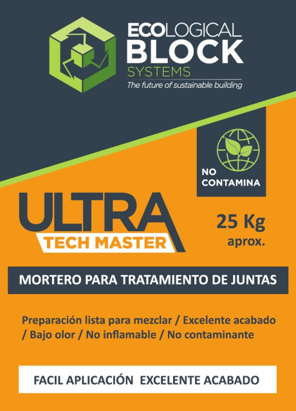 ECOLOGICAL
BLOCK
SYSTEMS
The future of sustainable building
NO
CONTAMINA
ULTRA
TECH MASTER
25 Kg
aprox.
MORTERO PARA TRATAMIENTO DE JUNTAS
Preparación lista para mezclar / Excelente acabado
/ Bajo olor / No inflamable / No contaminante
FACIL APLICACIÓN EXCELENTE ACABADO